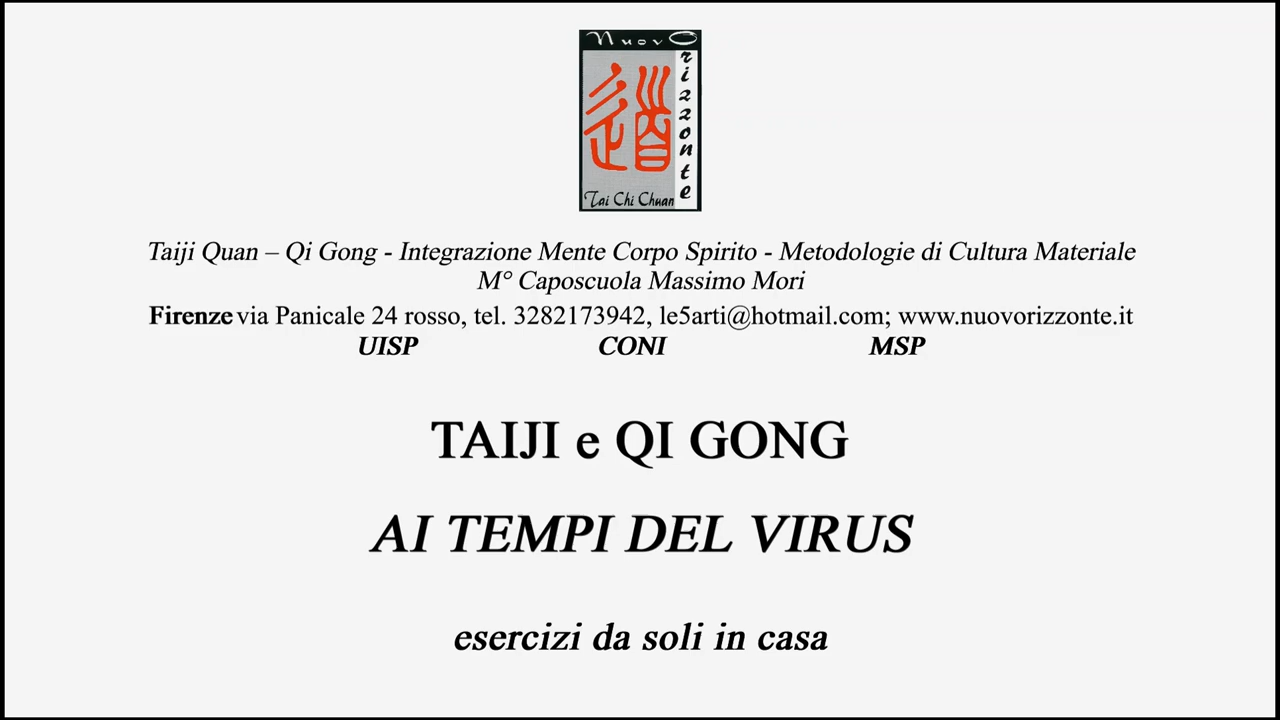 Nuovo
Orizzonte
道
Tai Chi Chuan
Taiji Quan – Qi Gong - Integrazione Mente Corpo Spirito - Metodologie di Cultura Materiale
M° Caposcuola Massimo Mori
Firenze via Panicale 24 rosso, tel. 3282173942, le5arti@hotmail.com; www.nuovorizzonte.it
UISP CONI MSP
TAIJI e QI GONG
AI TEMPI DEL VIRUS
esercizi da soli in casa